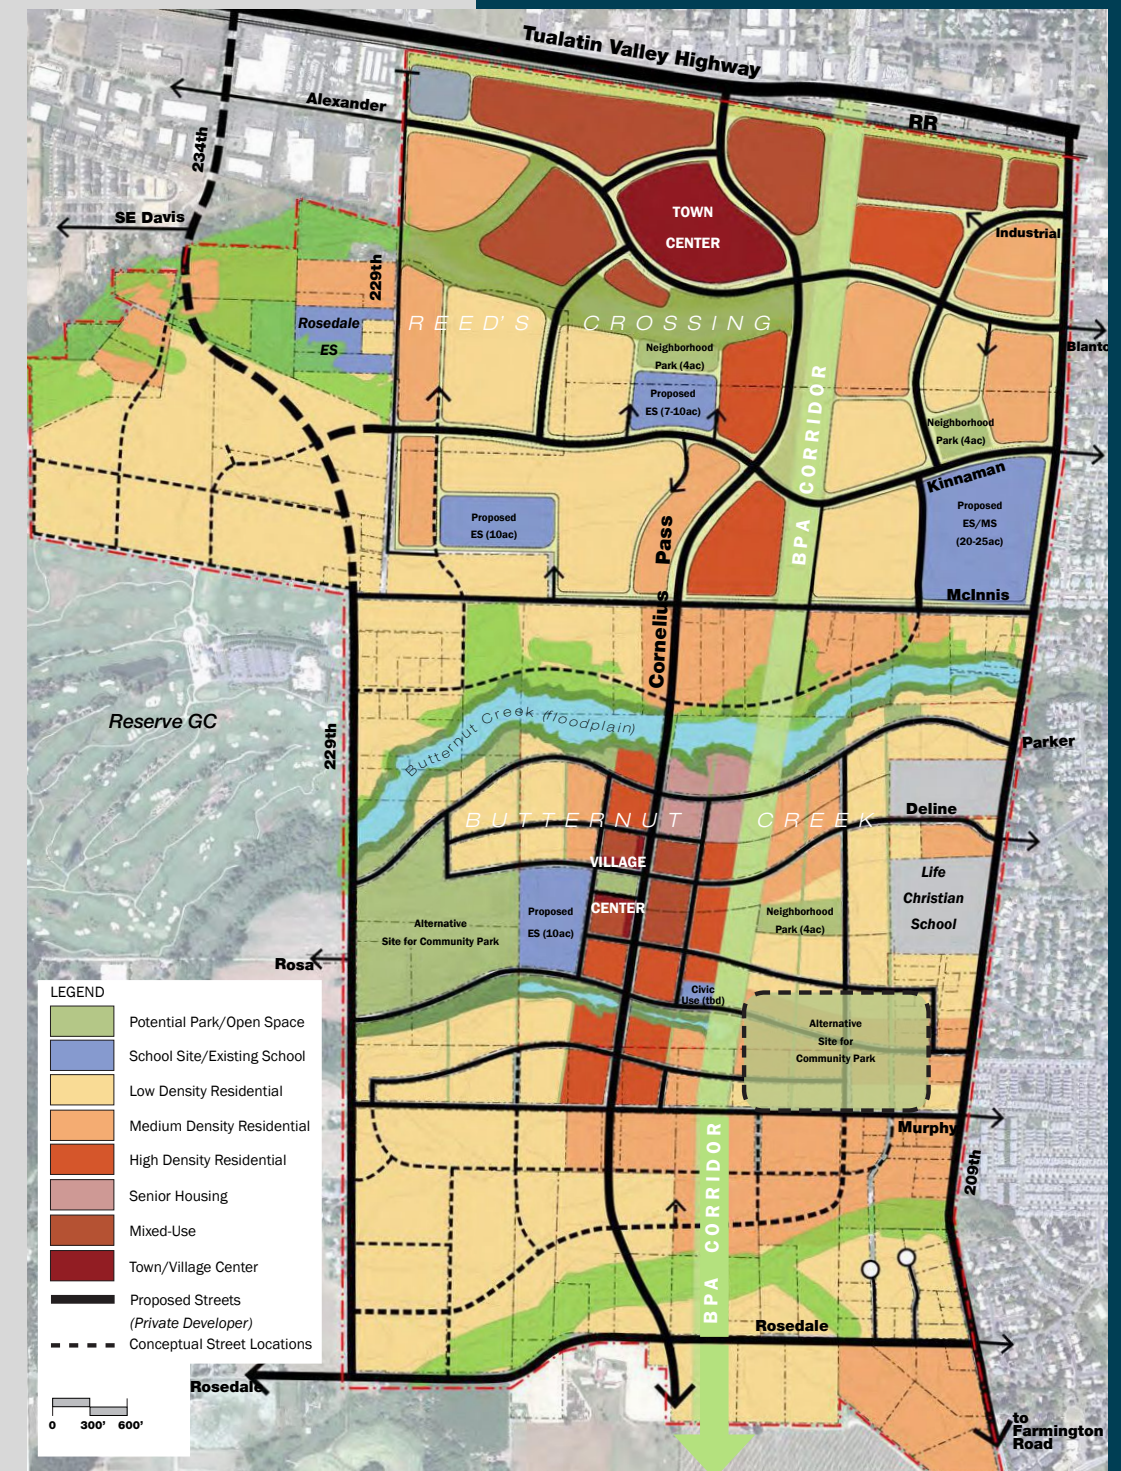 Tualatin Valley Highway
RR
Alexander
234th
SE Davis
229th
TOWN
CENTER
Industrial
Rosedale
ES
REED'S CROSSING
Neighborhood
Park (4ac)
Proposed
ES (7-10ac)
BPA CORRIDOR
Neighborhood
Park (4ac)
Kinnaman
Proposed
ES (10ac)
Proposed
ES/MS
(20-25ac)
Cornelius Pass
McInnis
Reserve GC
229th
Butternut Creek (floodplain)
Parker
Deline
BUTTERNUT CREEK
VILLAGE
CENTER
Life
Christian
School
Alternative
Site for Community Park
Proposed
ES (10ac)
Neighborhood
Park (4ac)
Rosa
Civic
Use (tbd)
Alternative
Site for
Community Park
Murphy
209th
BPA CORRIDOR
Rosedale
Rosedale
to
Farmington
Road
LEGEND
Potential Park/Open Space
School Site/Existing School
Low Density Residential
Medium Density Residential
High Density Residential
Senior Housing
Mixed-Use
Town/Village Center
Proposed Streets
(Private Developer)
Conceptual Street Locations
0 300' 600'